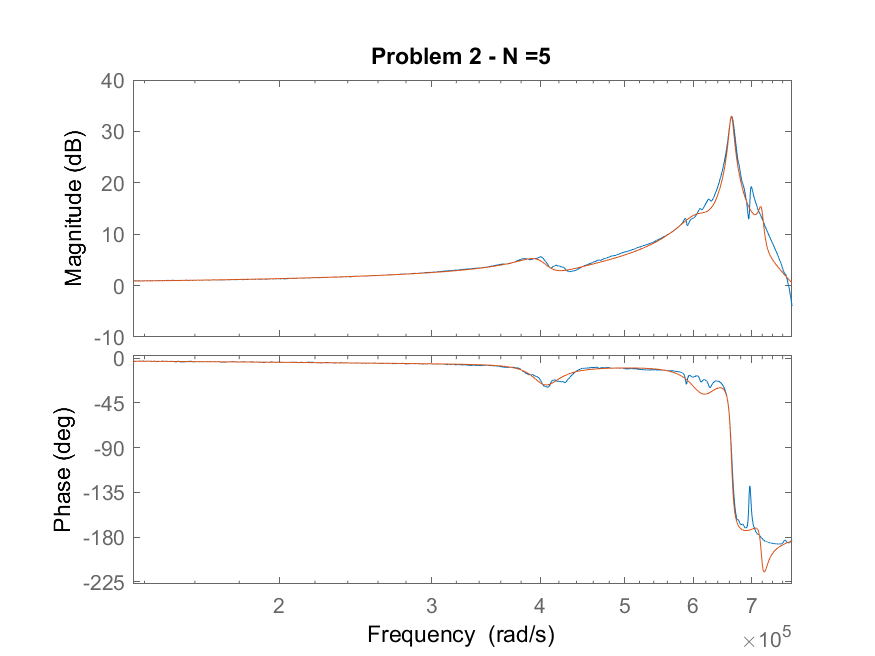 Problem 2 - N =5
Magnitude (dB)
40
30
20
10
0
-10
Phase (deg)
0
-45
-90
-135
-180
-225
2 3 4 5 6 7
Frequency (rad/s)
×10^5